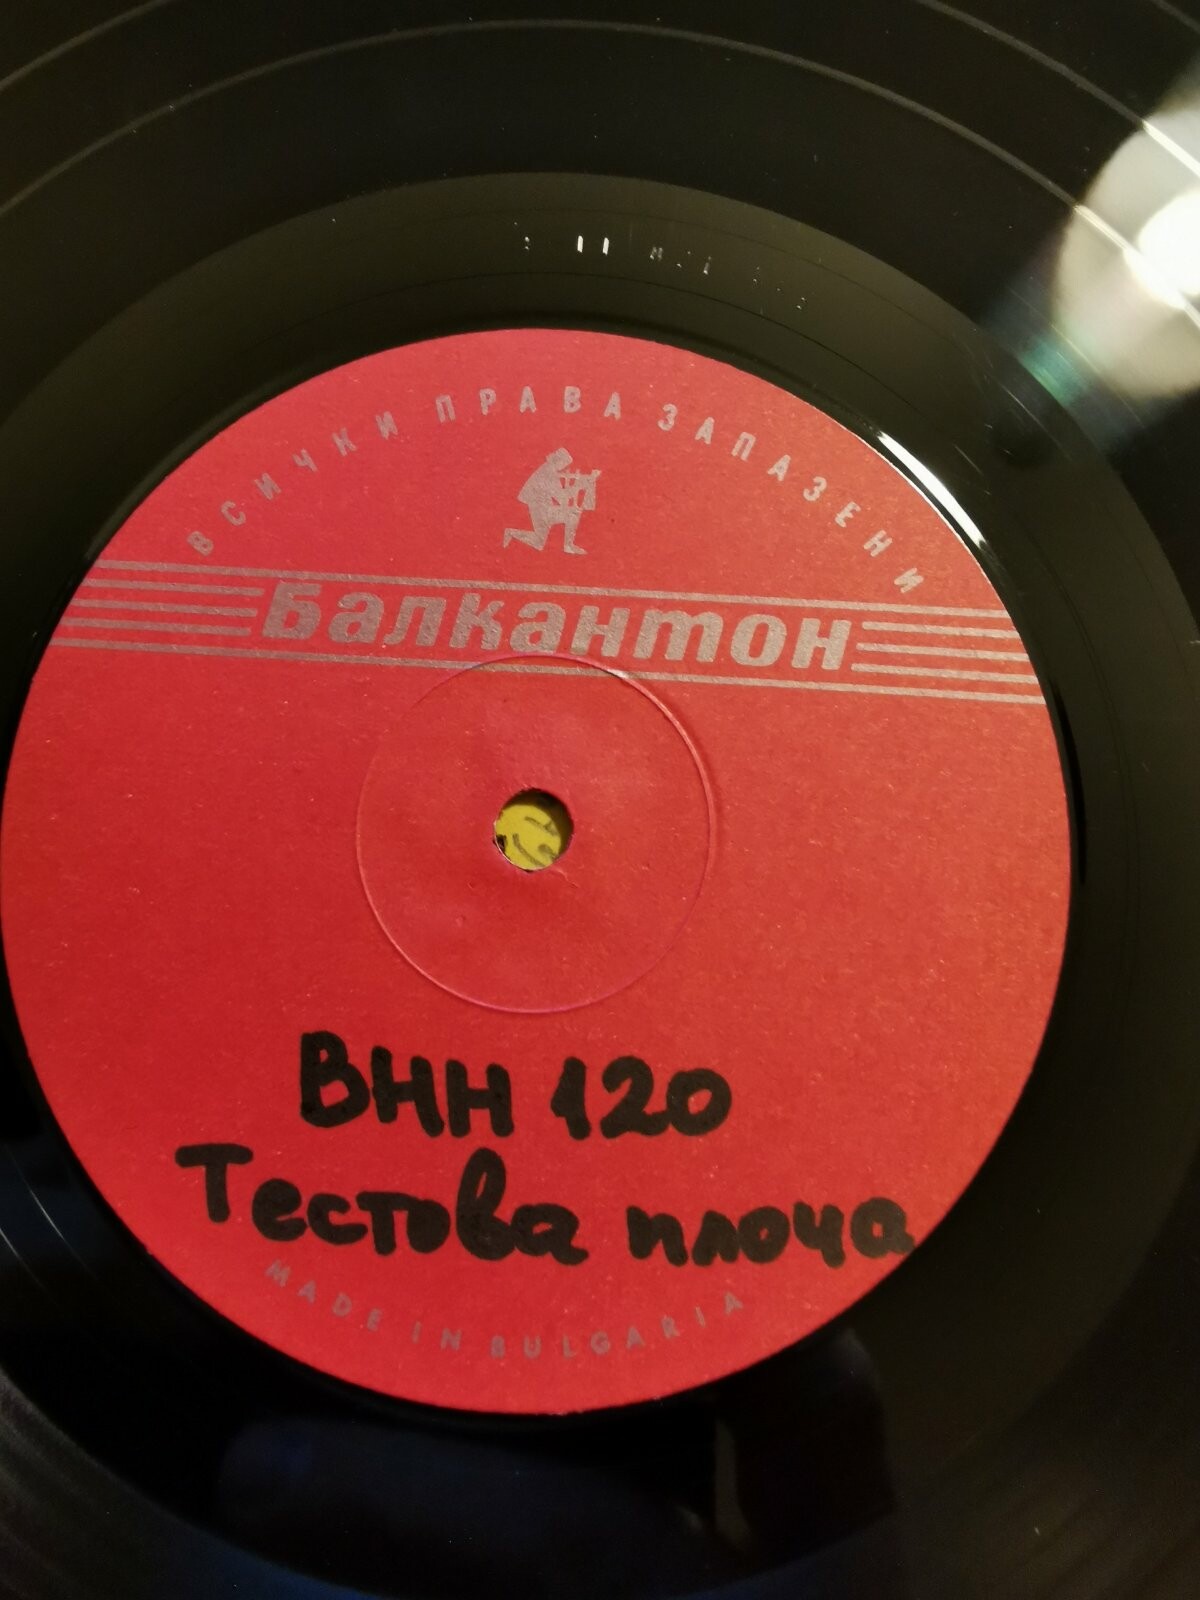 ВСИЧКИ ПРАВА ЗАПАЗЕНИ
Балкантон
ВНН 120
Тестова плоча
MADE IN BULGARIA